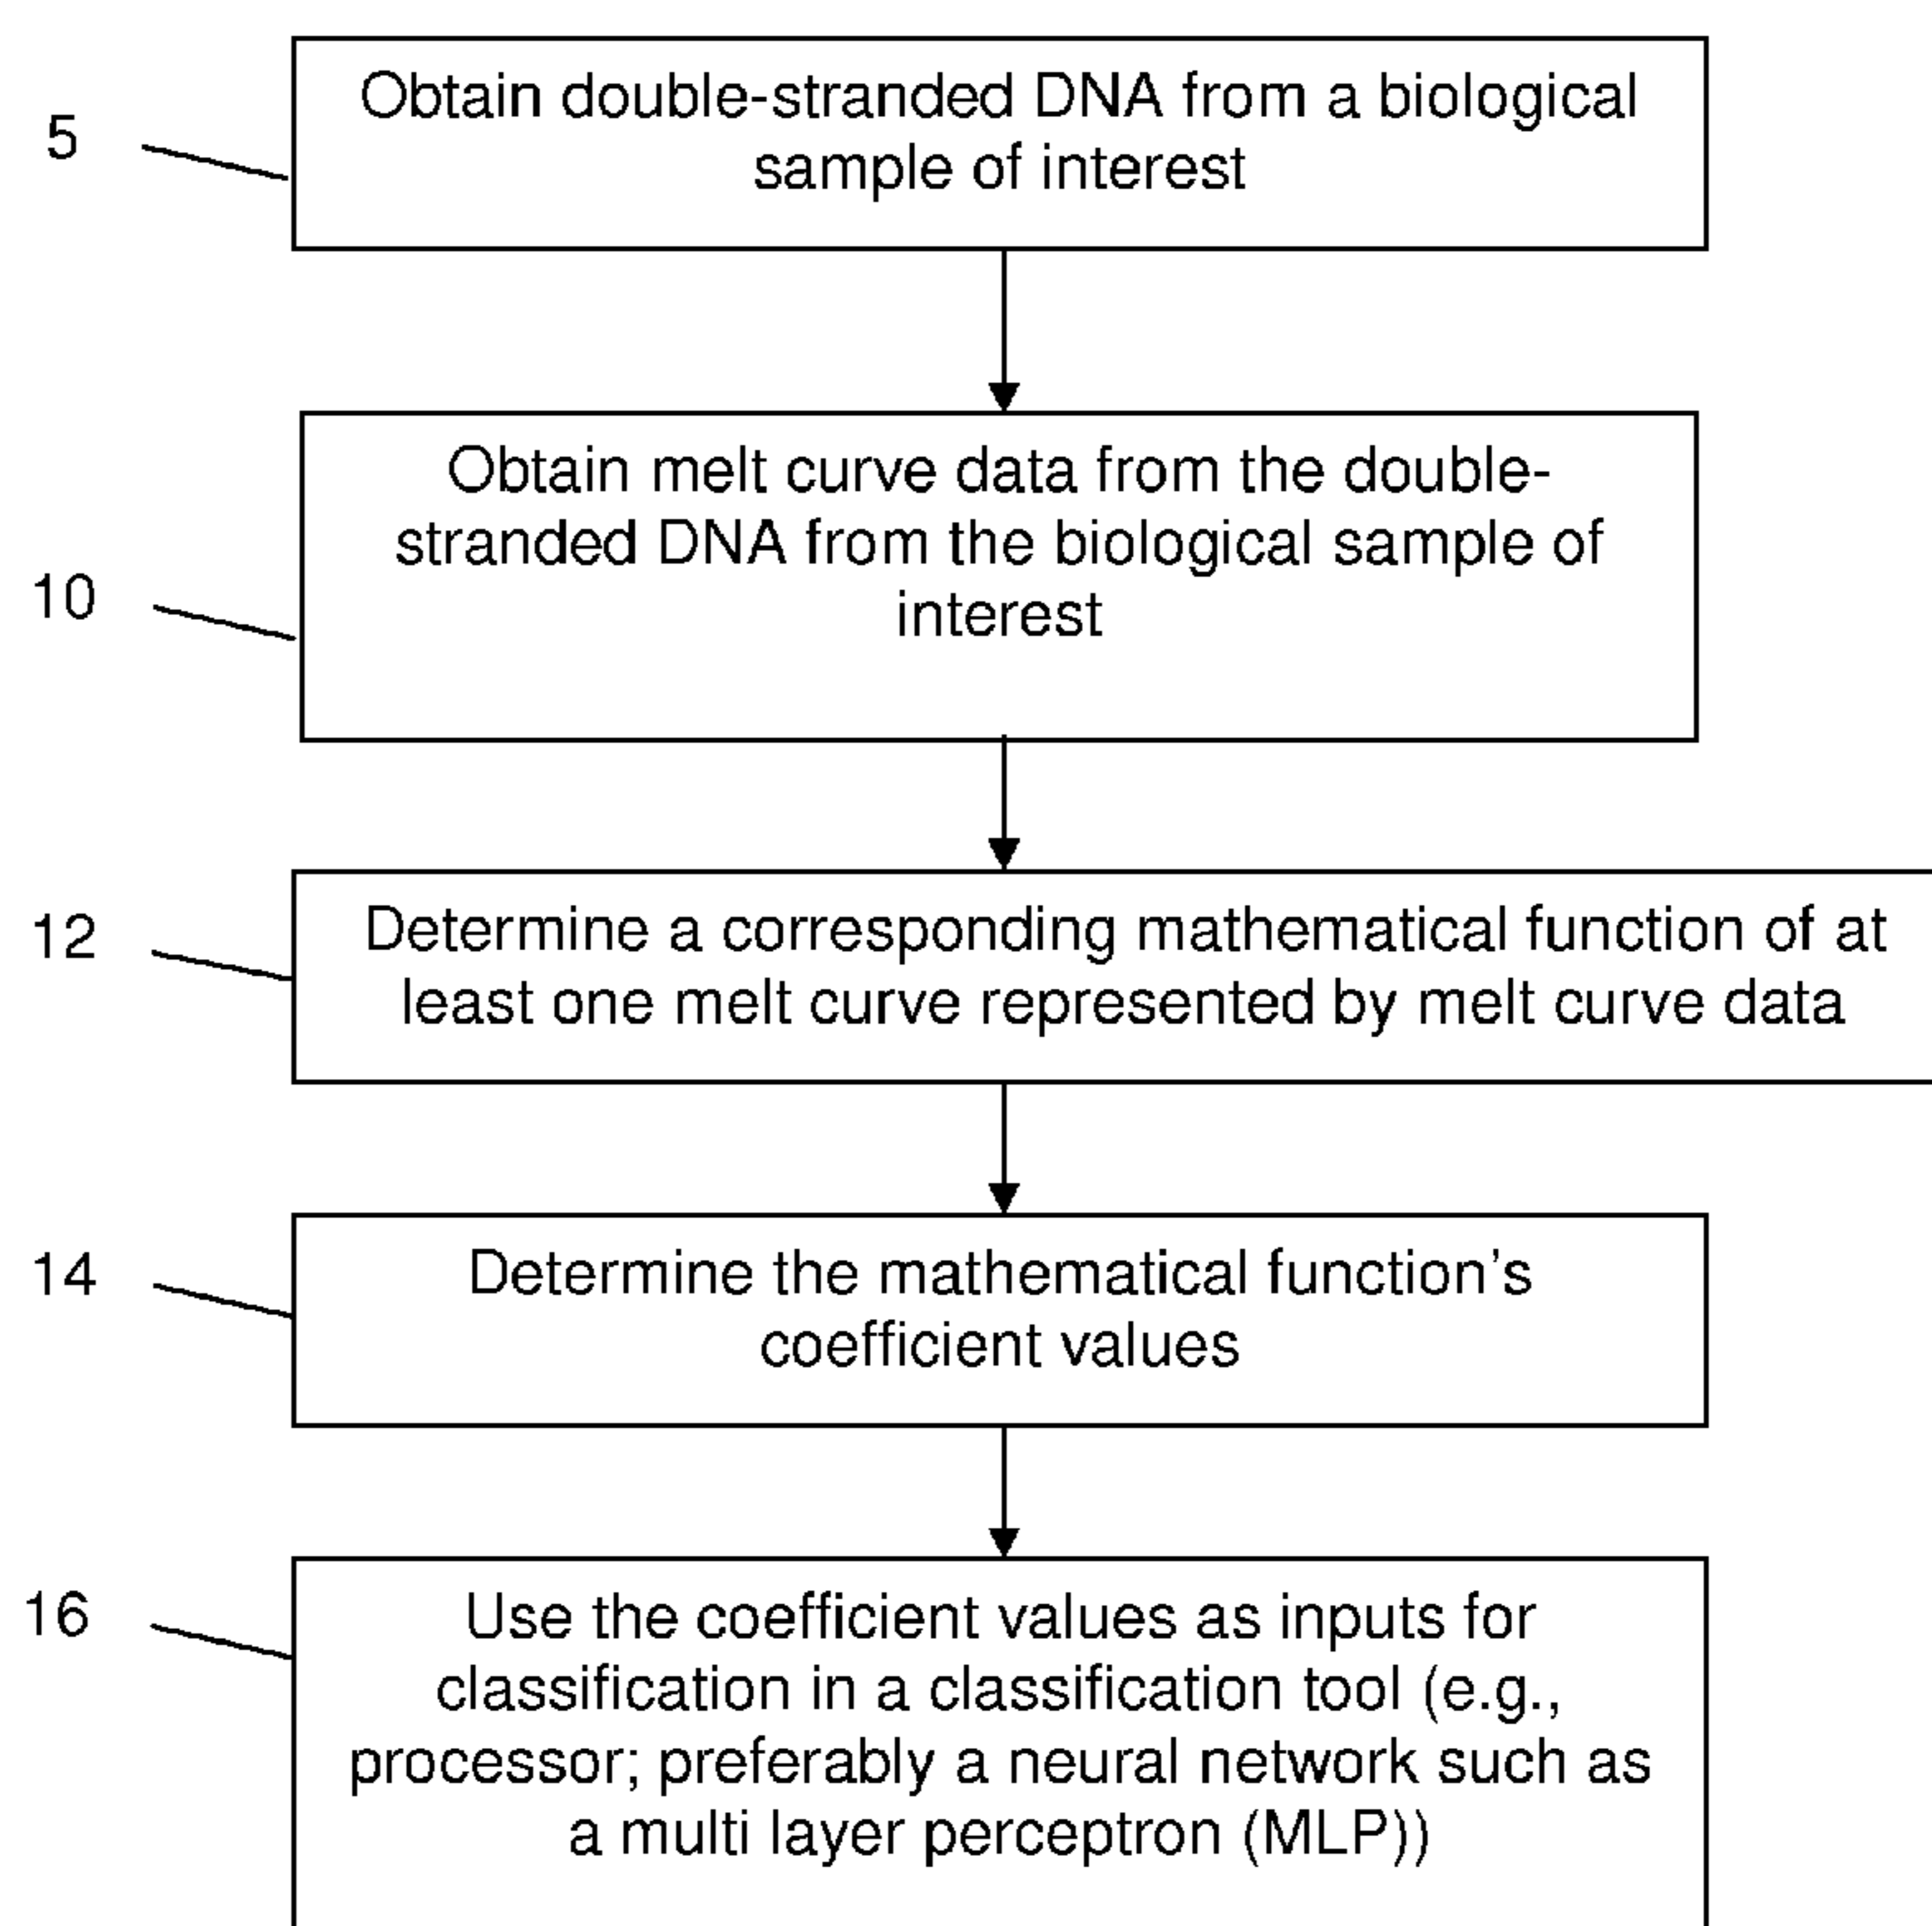 Obtain double-stranded DNA from a biological
sample of interest
5
Obtain melt curve data from the double-
stranded DNA from the biological sample of
interest
10
Determine a corresponding mathematical function of at
least one melt curve represented by melt curve data
12
Determine the mathematical function's
coefficient values
14
Use the coefficient values as inputs for
classification in a classification tool (e.g.,
processor; preferably a neural network such as
a multi layer perceptron (MLP))
16